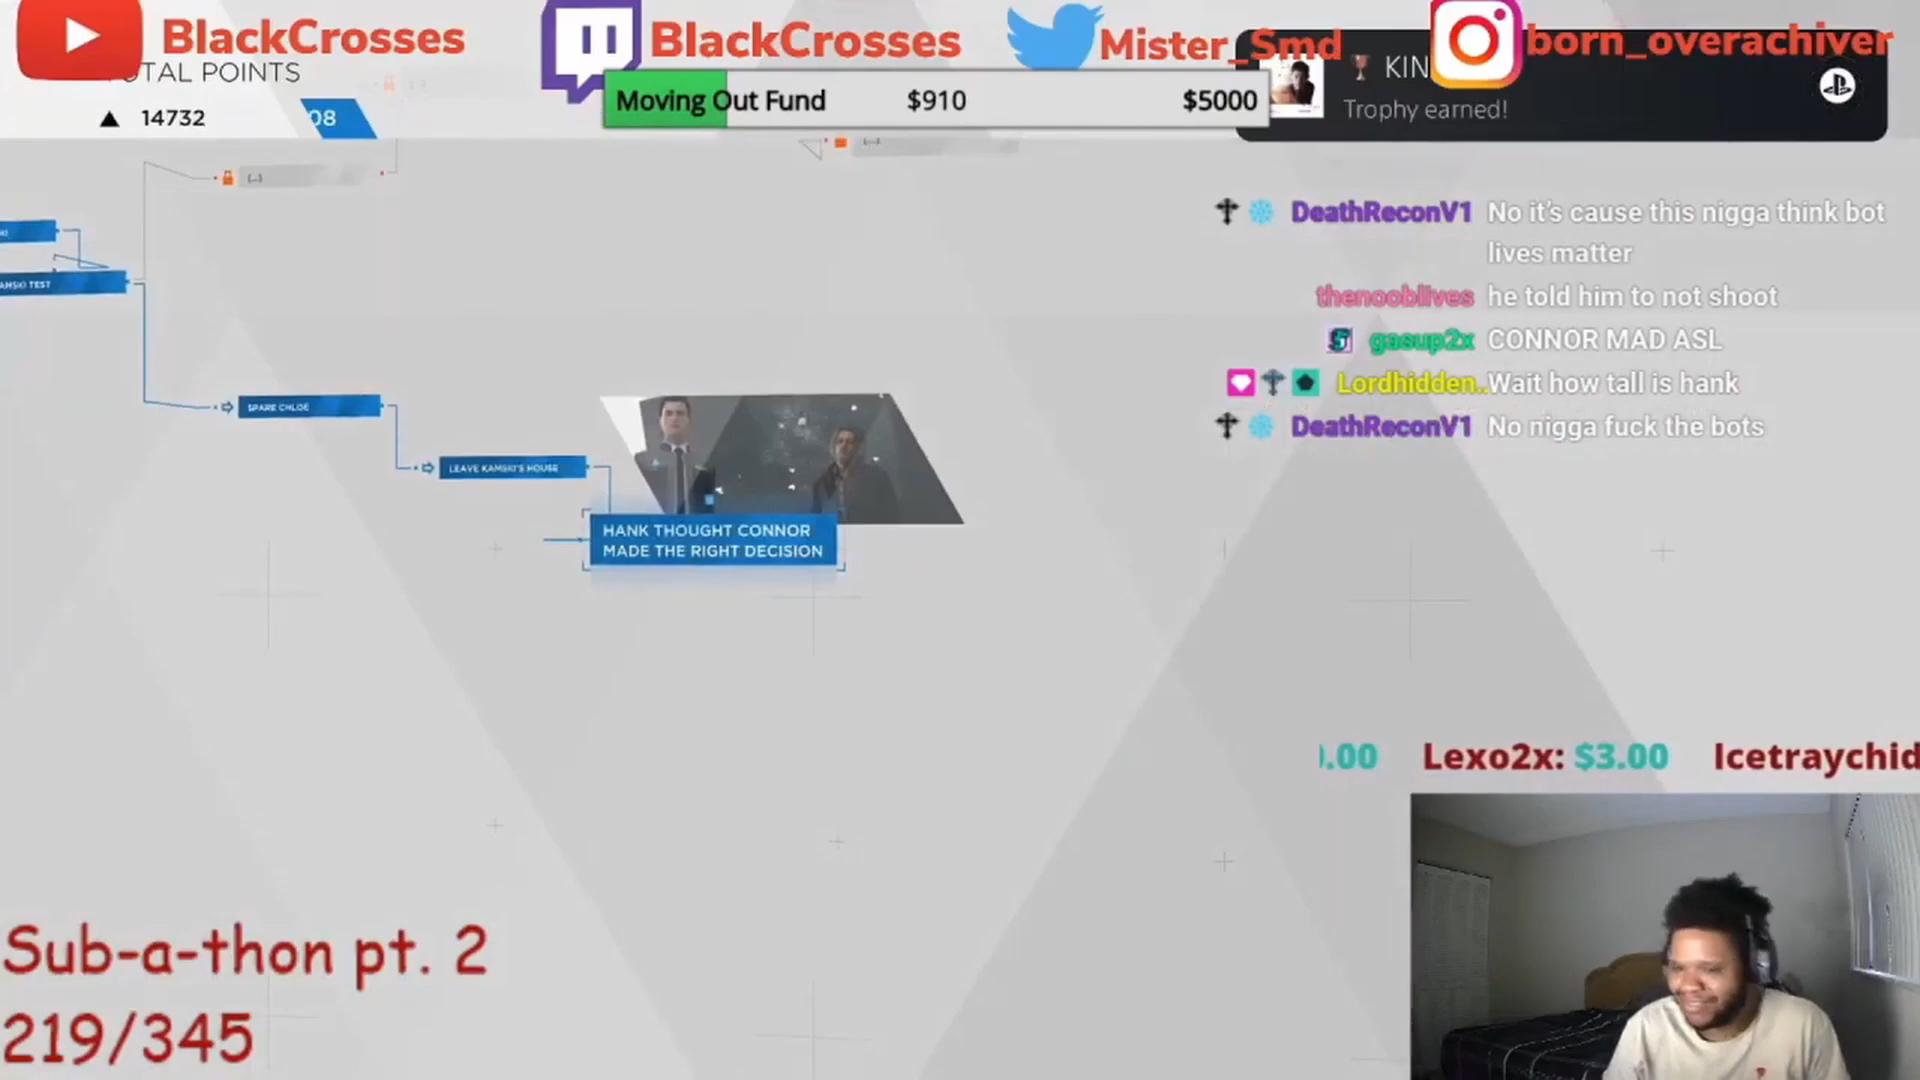 BlackCrosses
BlackCrosses
Mister_Smd
born_overachiver
TOTAL POINTS
14732
08
Moving Out Fund $910 $5000
KIN
Trophy earned!
DeathReconV1 No it's cause this nigga think bot
lives matter
thenooblives he told him to not shoot
gasup2x CONNOR MAD ASL
Lordhidden.. Wait how tall is hank
DeathReconV1 No nigga fuck the bots
TEST
SPARE CHLOE
LEAVE KAMSKI'S HOUSE
HANK THOUGHT CONNOR
MADE THE RIGHT DECISION
.00 Lexo2x: $3.00 Icetraychid
Sub-a-thon pt. 2
219/345